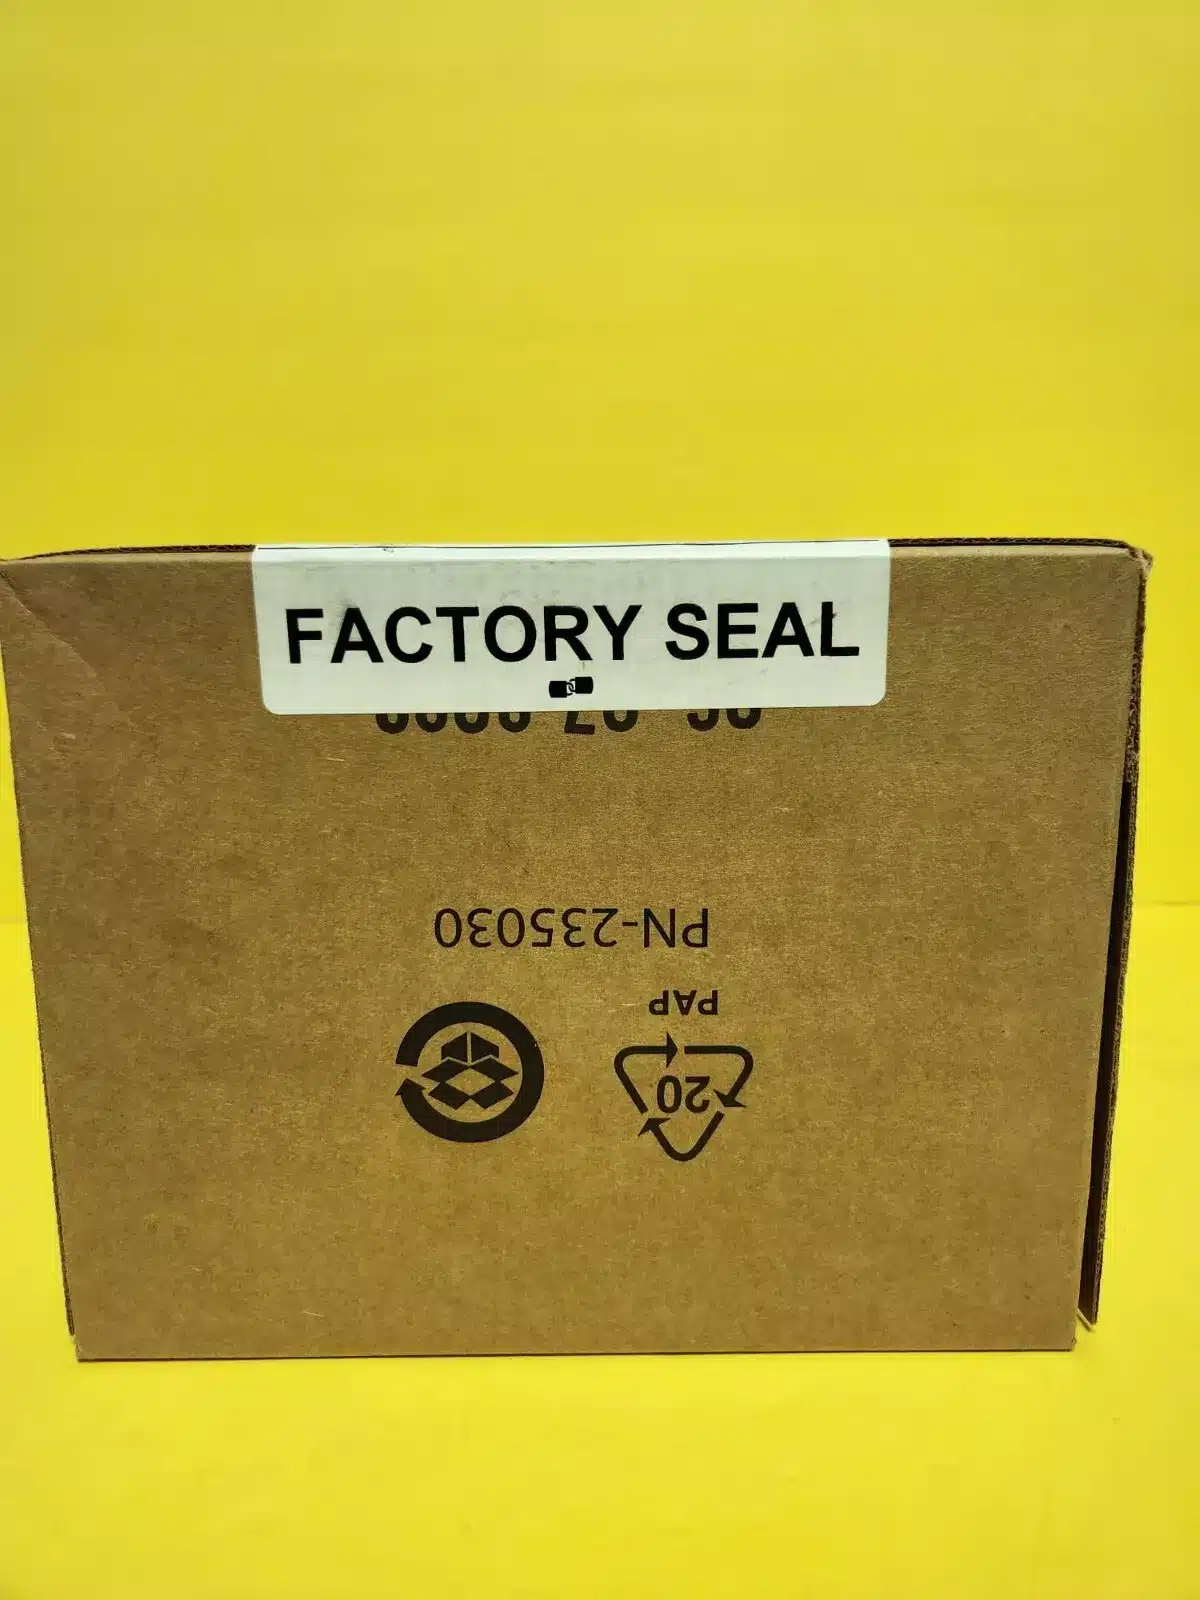 FACTORY SEAL
PN-235030
PAP
20